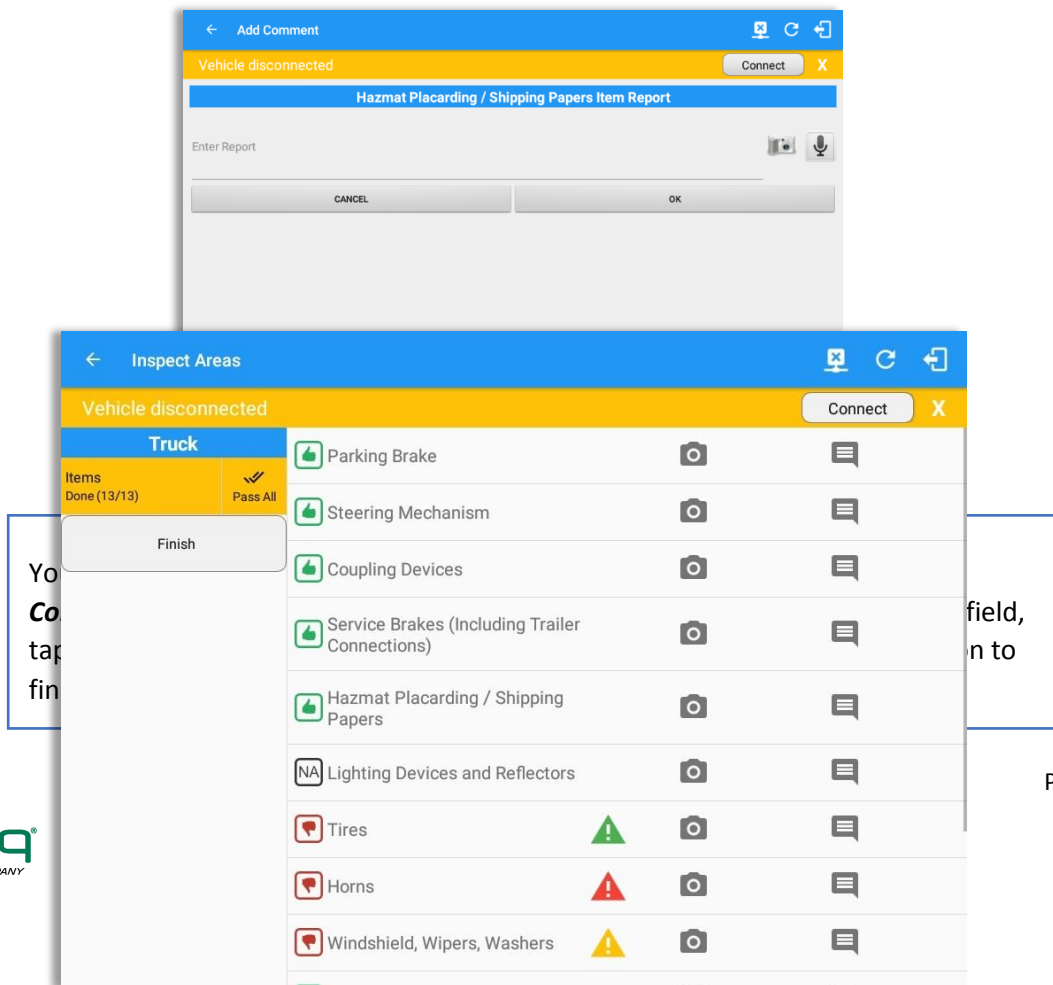 Add Comment
Vehicle disconnected
Connect X
Hazmat Placarding / Shipping Papers Item Report
Enter Report
CANCEL OK
Inspect Areas
Vehicle disconnected
Connect X
Truck
Items
Done (13/13)
Pass All
Finish
Parking Brake
Steering Mechanism
Coupling Devices
Service Brakes (Including Trailer
Connections)
Hazmat Placarding / Shipping
Papers
NA Lighting Devices and Reflectors
Tires
Horns
Windshield, Wipers, Washers
field,
to